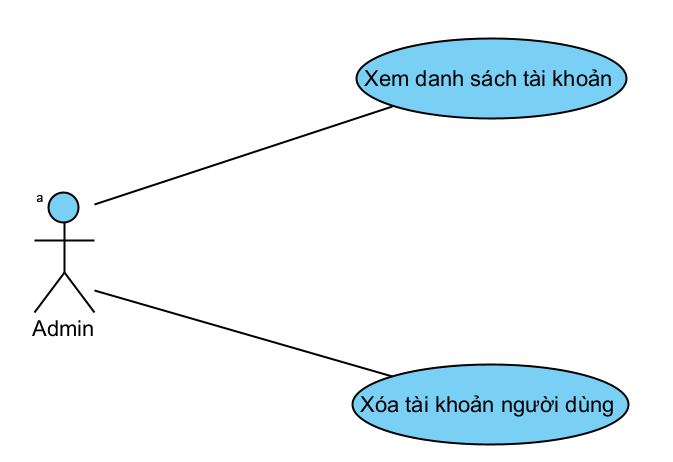 Xem danh sách tài khoản
a
Admin
Xóa tài khoản người dùng